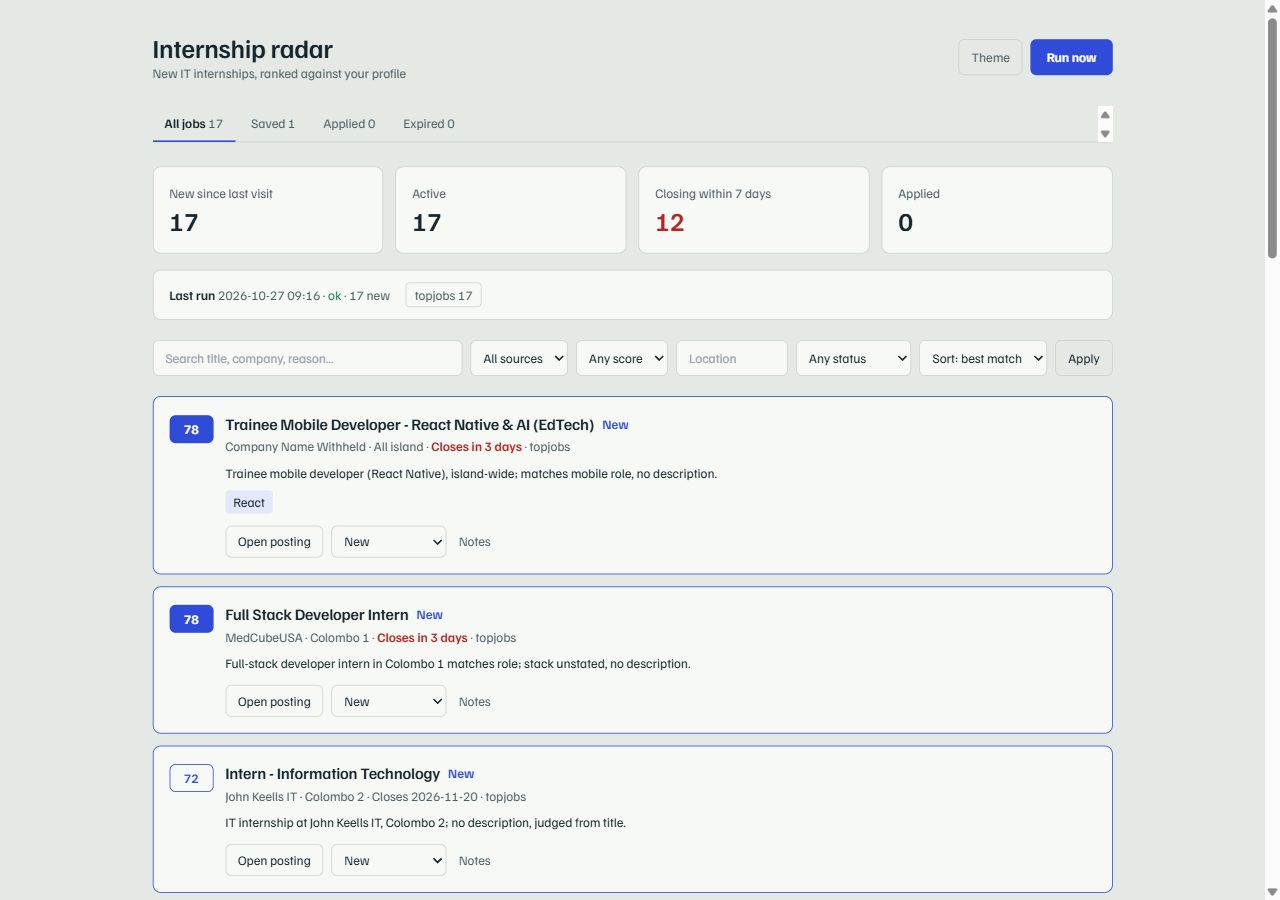 Internship radar
New IT internships, ranked against your profile
Theme
Run now
All jobs 17
Saved 1
Applied 0
Expired 0
New since last visit
17
Active
17
Closing within 7 days
12
Applied
0
Last run 2026-10-27 09:16 · ok · 17 new
topjobs 17
Search title, company, reason...
All sources
Any score
Location
Any status
Sort: best match
Apply
78
Trainee Mobile Developer - React Native & AI (EdTech) New
Company Name Withheld · All island · Closes in 3 days · topjobs
Trainee mobile developer (React Native), island-wide; matches mobile role, no description.
React
Open posting
New
Notes
78
Full Stack Developer Intern New
MedCubeUSA · Colombo 1 · Closes in 3 days · topjobs
Full-stack developer intern in Colombo 1 matches role; stack unstated, no description.
Open posting
New
Notes
72
Intern - Information Technology New
John Keells IT · Colombo 2 · Closes 2026-11-20 · topjobs
IT internship at John Keells IT, Colombo 2; no description, judged from title.
Open posting
New
Notes